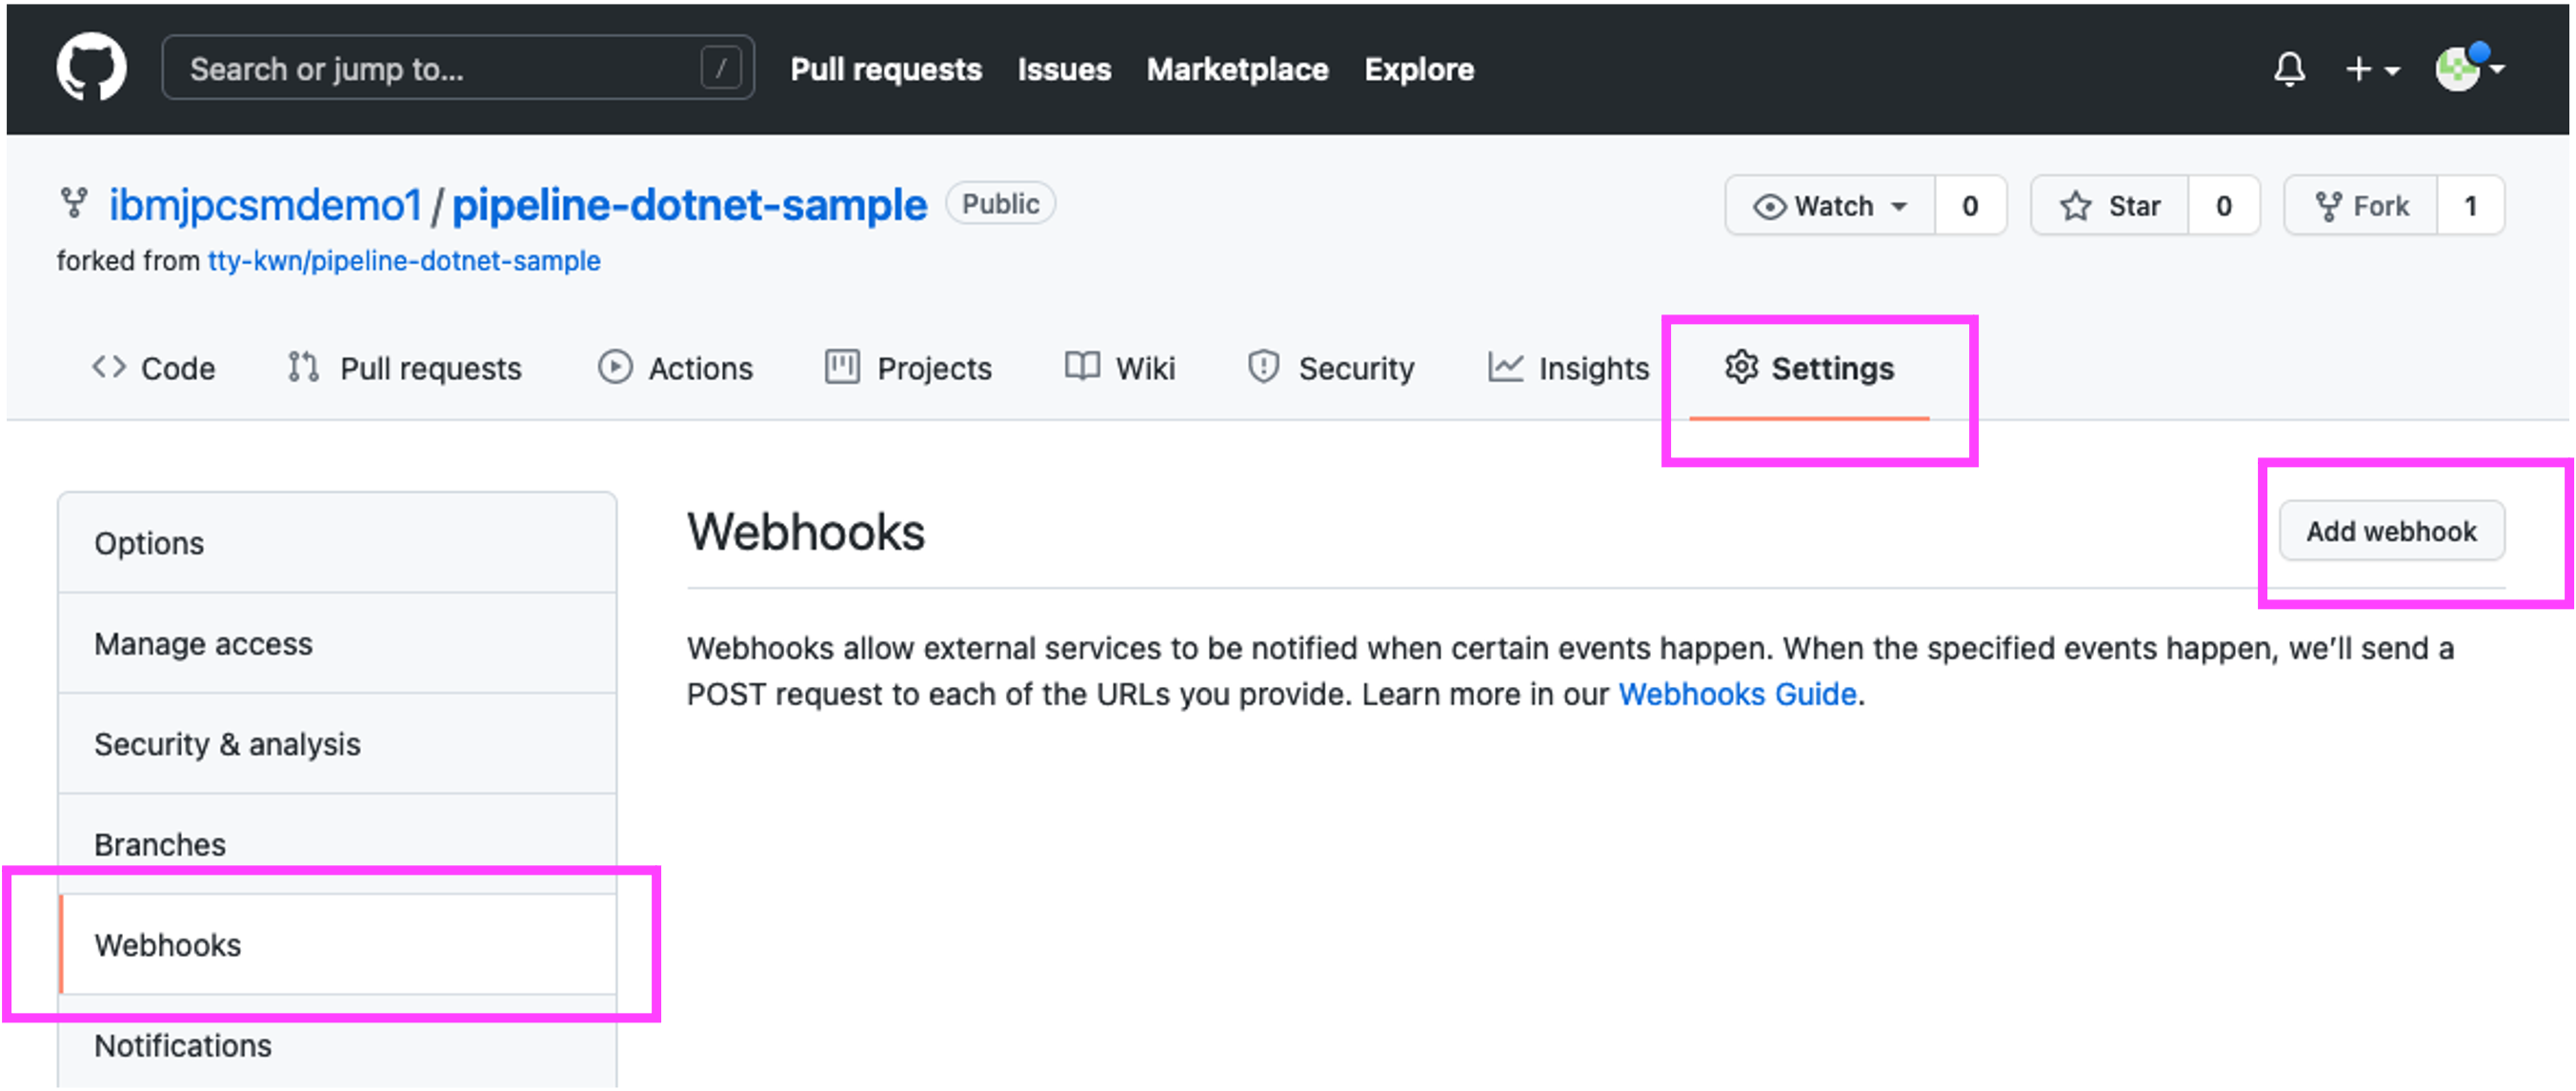 Search or jump to... / Pull requests Issues Marketplace Explore
ibmjpcsmdemo1 / pipeline-dotnet-sample Public Watch 0 Star 0 Fork 1
forked from tty-kwn/pipeline-dotnet-sample
Code Pull requests Actions Projects Wiki Security Insights Settings
Options
Manage access
Security & analysis
Branches
Webhooks
Notifications
Webhooks Add webhook
Webhooks allow external services to be notified when certain events happen. When the specified events happen, we’ll send a
POST request to each of the URLs you provide. Learn more in our Webhooks Guide.